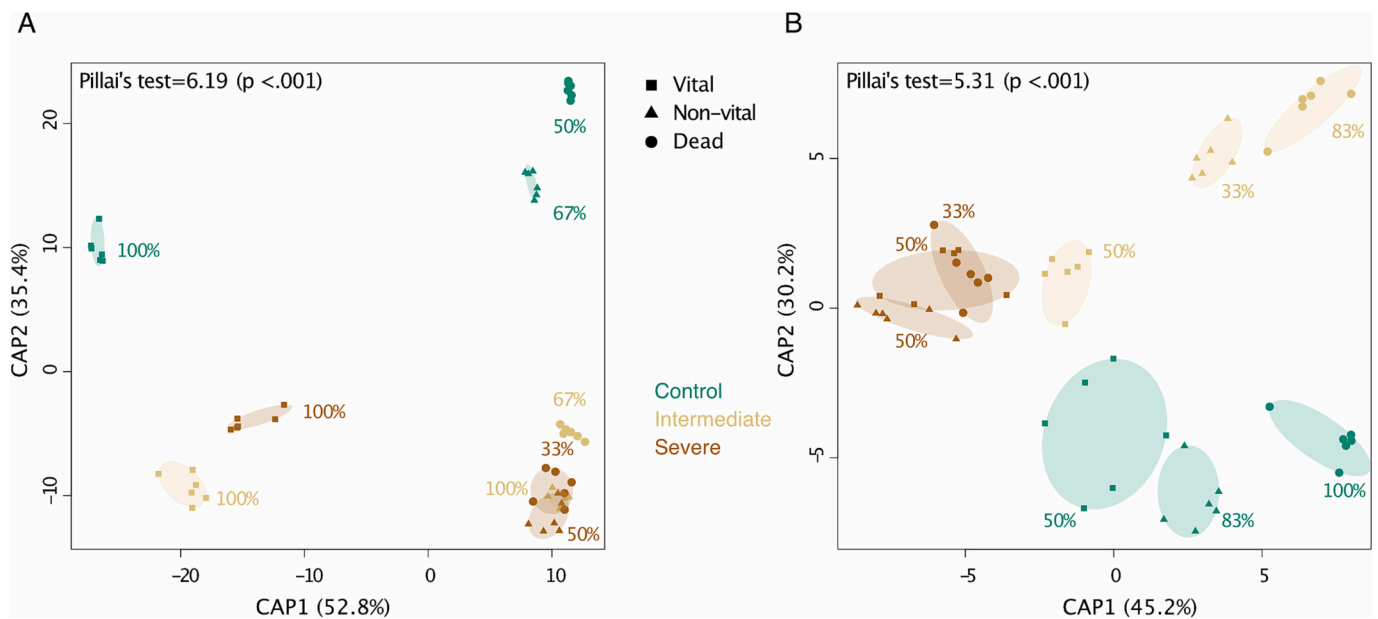 A
Pillai's test=6.19 (p <.001)
50%
67%
100%
100%
100%
67%
33%
100%
50%
20
10
0
−10
−20
−10
0
10
CAP2 (35.4%)
CAP1 (52.8%)
Vital
Non−vital
Dead
Control
Intermediate
Severe
B
Pillai's test=5.31 (p <.001)
83%
33%
33%
50%
50%
50%
50%
83%
100%
5
0
−5
−5
0
5
CAP2 (30.2%)
CAP1 (45.2%)